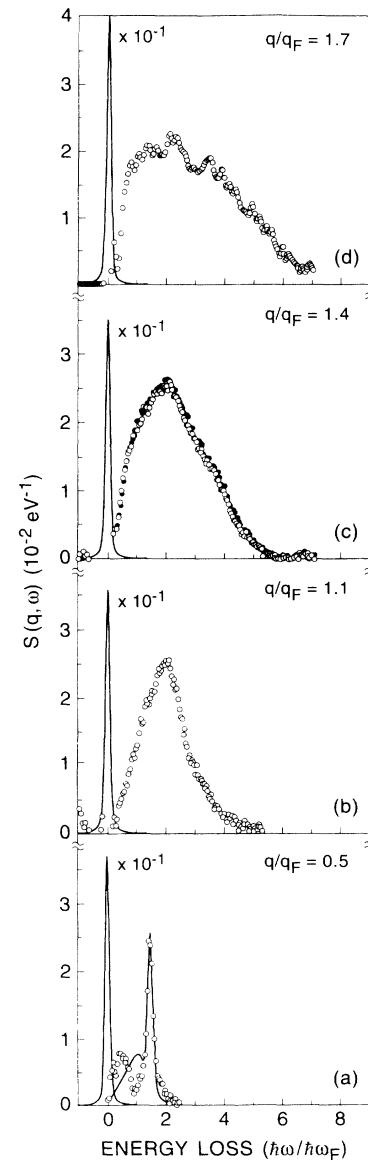 4
x 10⁻¹
q/q_F = 1.7
3
2
1
(d)
0
q/q_F = 1.4
x 10⁻¹
3
2
1
(c)
0
x 10⁻¹
q/q_F = 1.1
3
2
1
(b)
0
x 10⁻¹
q/q_F = 0.5
3
2
1
(a)
0
S(q,ω) (10⁻² eV⁻¹)
0 2 4 6 8
ENERGY LOSS (ħω/ħω_F)